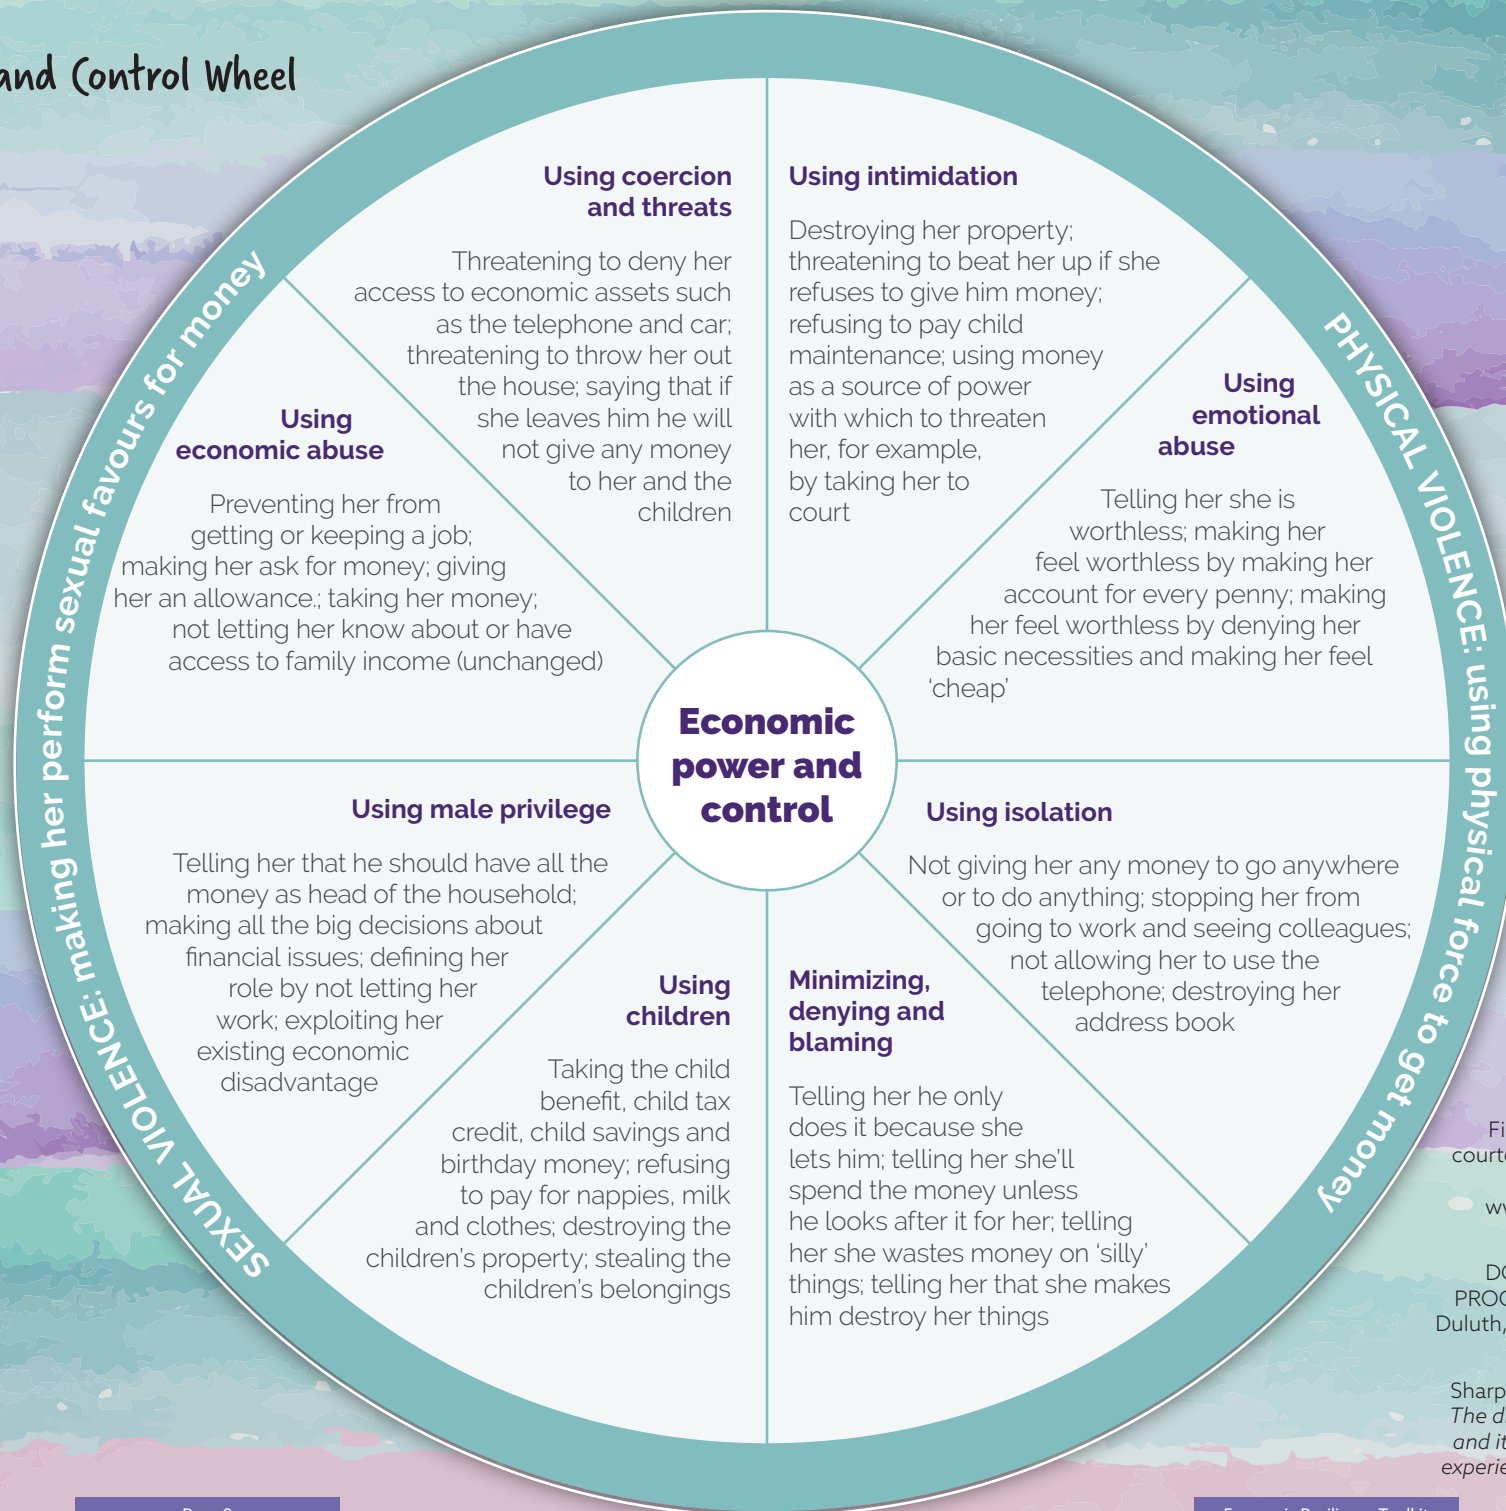 and Control Wheel
Using coercion
and threats
Threatening to deny her
access to economic assets such
as the telephone and car;
threatening to throw her out
the house; saying that if
she leaves him he will
not give any money
to her and the
children
Using intimidation
Destroying her property;
threatening to beat her up if she
refuses to give him money;
refusing to pay child
maintenance; using money
as a source of power
with which to threaten
her, for example,
by taking her to
court
Using
emotional
abuse
Telling her she is
worthless; making her
feel worthless by making her
account for every penny; making
her feel worthless by denying her
basic necessities and making her feel
‘cheap’
Using isolation
Not giving her any money to go anywhere
or to do anything; stopping her from
going to work and seeing colleagues;
not allowing her to use the
telephone; destroying her
address book
Minimizing,
denying and
blaming
Telling her he only
does it because she
lets him; telling her she’ll
spend the money unless
he looks after it for her; telling
her she wastes money on ‘silly’
things; telling her that she makes
him destroy her things
Using
children
Taking the child
benefit, child tax
credit, child savings and
birthday money; refusing
to pay for nappies, milk
and clothes; destroying the
children’s property; stealing the
children’s belongings
Using male privilege
Telling her that he should have all the
money as head of the household;
making all the big decisions about
financial issues; defining her
role by not letting her
work; exploiting her
existing economic
disadvantage
Using
economic abuse
Preventing her from
getting or keeping a job;
making her ask for money; giving
her an allowance.; taking her money;
not letting her know about or have
access to family income (unchanged)
Economic
power and
control
PHYSICAL VIOLENCE: using physical force to get money
SEXUAL VIOLENCE: making her perform sexual favours for money
Duluth,
Sharp
The
and